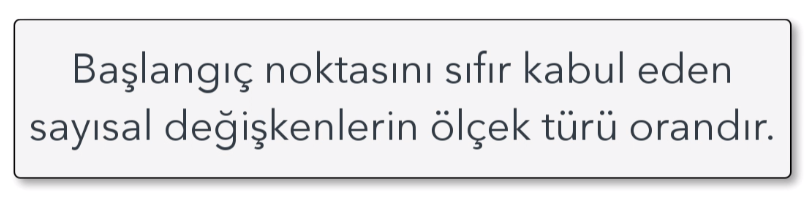 Başlangıç noktasını sıfır kabul eden
sayısal değişkenlerin ölçek türü orandır.